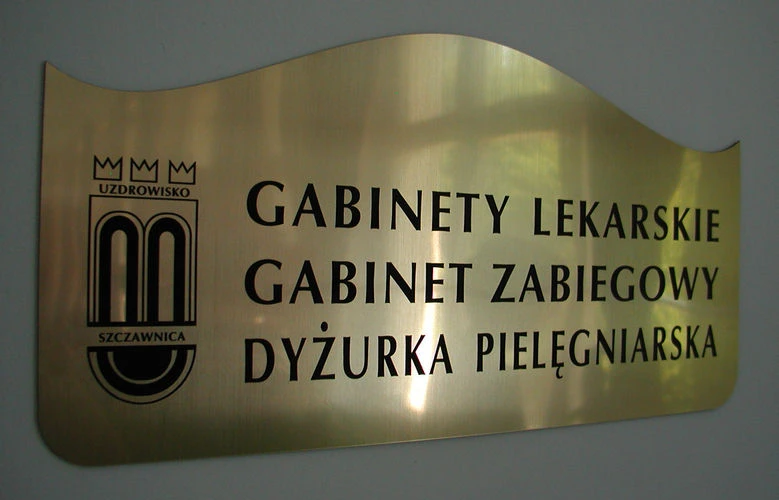 UZDROWISKO
SZCZAWNICA
GABINETY LEKARSKIE
GABINET ZABIEGOWY
DYŻURKA PIELĘGNIARSKA